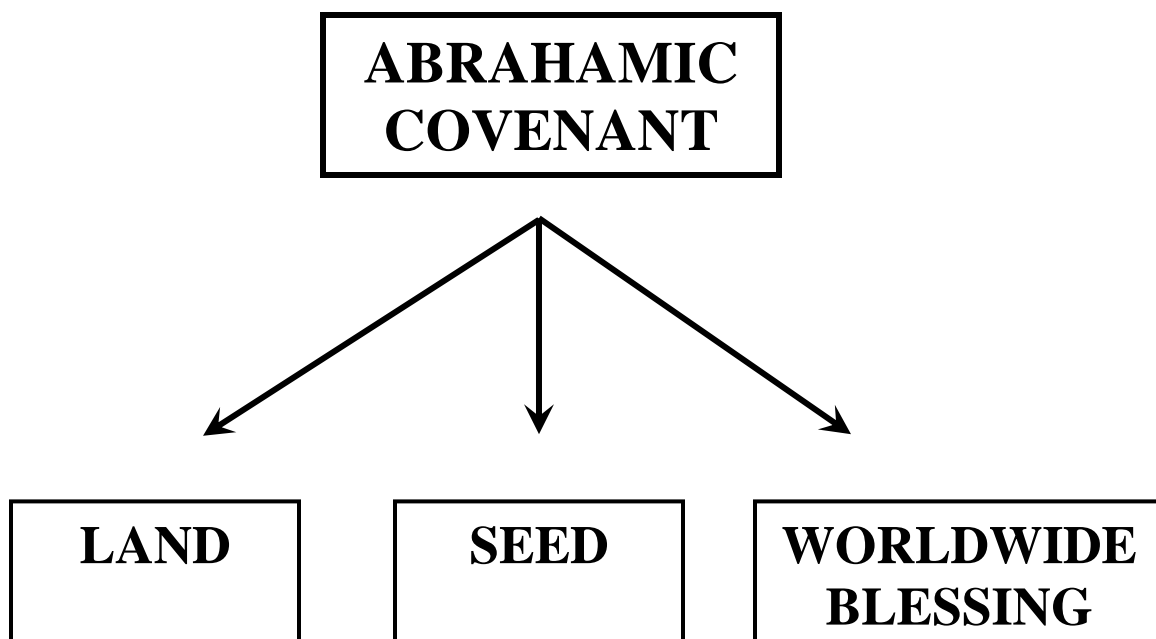 ABRAHAMIC
COVENANT
LAND
SEED
WORLDWIDE
BLESSING